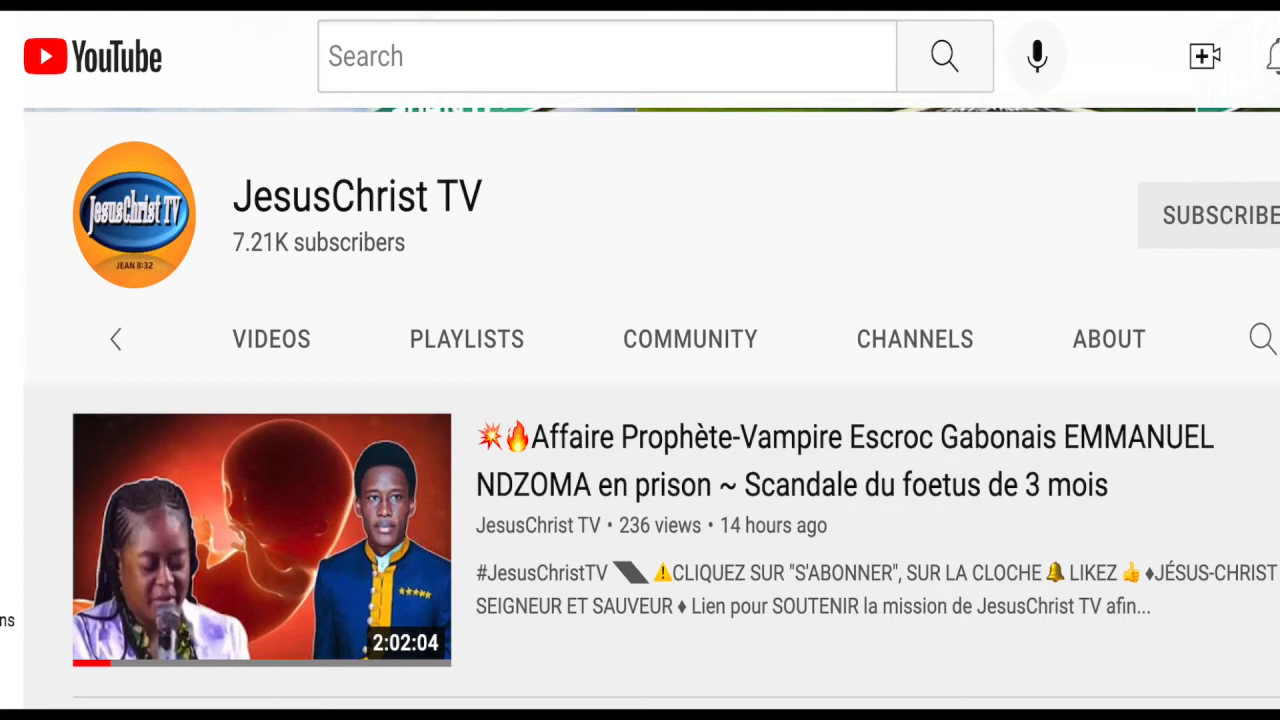 YouTube
Search
JesusChrist TV
JEAN 8:32
JesusChrist TV
7.21K subscribers
SUBSCRIBE
VIDEOS
PLAYLISTS
COMMUNITY
CHANNELS
ABOUT
2:02:04
💥🔥Affaire Prophète-Vampire Escroc Gabonais EMMANUEL
NDZOMA en prison ~ Scandale du foetus de 3 mois
JesusChrist TV • 236 views • 14 hours ago
#JesusChristTV ⚠️CLIQUEZ SUR "S'ABONNER", SUR LA CLOCHE 🔔 LIKEZ 👍 ♦JÉSUS-CHRIST
SEIGNEUR ET SAUVEUR ♦ Lien pour SOUTENIR la mission de JesusChrist TV afin...
ns